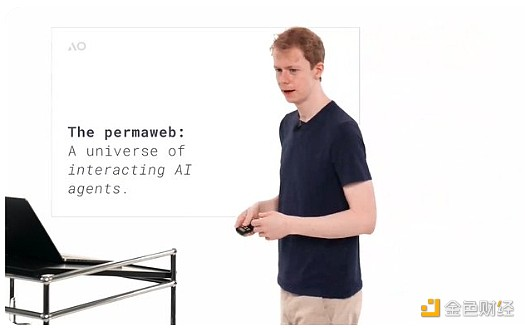 AO
The permaweb:
A universe of
interacting AI
agents.
金色财经